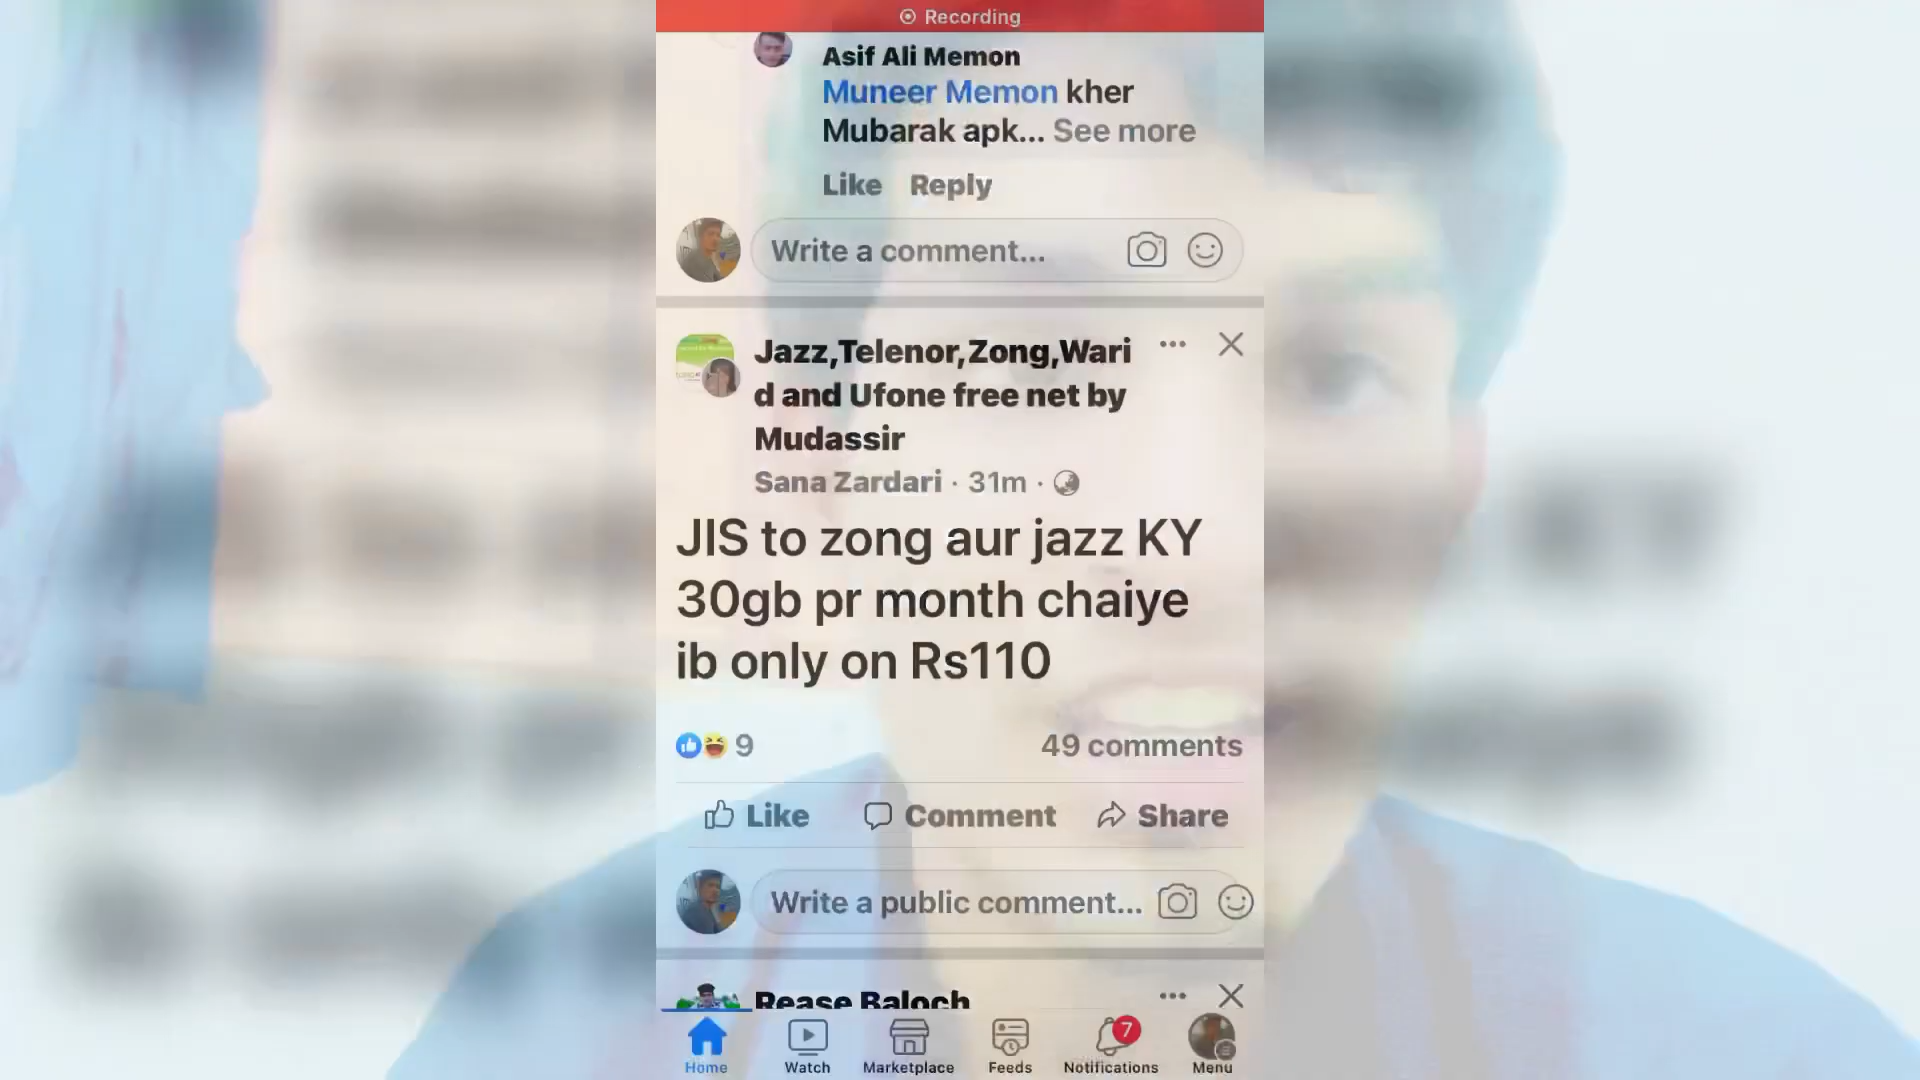 Recording
Asif Ali Memon
Muneer Memon kher
Mubarak apk... See more
Like Reply
Write a comment...
Jazz,Telenor,Zong,Wari
d and Ufone free net by
Mudassir
Sana Zardari · 31m ·
JIS to zong aur jazz KY
30gb pr month chaiye
ib only on Rs110
9 49 comments
Like Comment Share
Write a public comment...
Rease Baloch
7
Home Watch Marketplace Feeds Notifications Menu